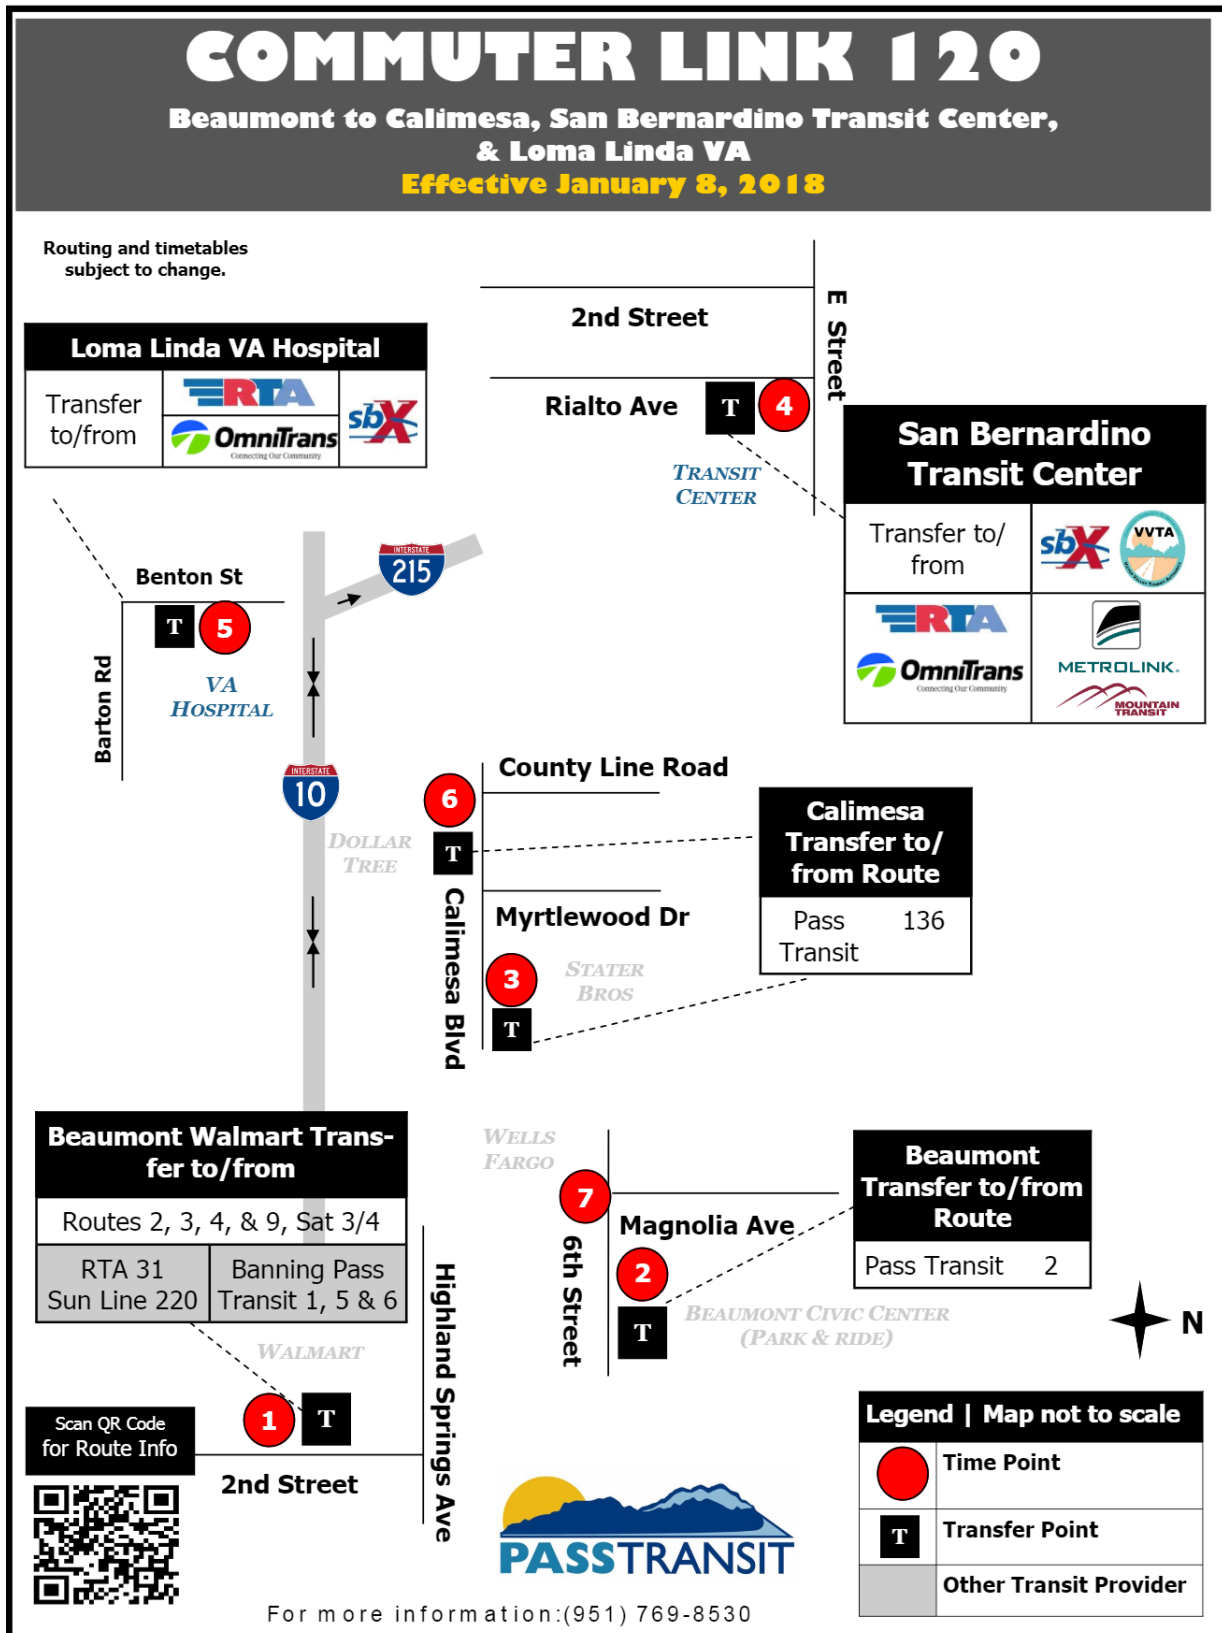 COMMUTER LINK 120
Beaumont to Calimesa, San Bernardino Transit Center,
& Loma Linda VA
Effective January 8, 2018
Routing and timetables
subject to change.
2nd Street
E Street
Rialto Ave
T
4
TRANSIT
CENTER
Loma Linda VA Hospital
Transfer
to/from
RTA
OmniTrans
Connecting Our Community.
sbX
San Bernardino
Transit Center
Transfer to/
from
sbX
VVTA
RTA
OmniTrans
Connecting Our Community.
METROLINK.
MOUNTAIN
TRANSIT
INTERSTATE
215
Benton St
T
5
Barton Rd
VA
HOSPITAL
INTERSTATE
10
County Line Road
6
DOLLAR
TREE
T
Calimesa Blvd
Myrtlewood Dr
3
STATER
BROS
T
Calimesa
Transfer to/
from Route
Pass
Transit
136
Beaumont Walmart Trans-
fer to/from
Routes 2, 3, 4, & 9, Sat 3/4
RTA 31
Sun Line 220
Banning Pass
Transit 1, 5 & 6
WALMART
1
T
2nd Street
Highland Springs Ave
WELLS
FARGO
7
Magnolia Ave
6th Street
2
T
BEAUMONT CIVIC CENTER
(PARK & RIDE)
Beaumont
Transfer to/from
Route
Pass Transit 2
N
Scan QR Code
for Route Info
PASSTRANSIT
Legend | Map not to scale
Time Point
T
Transfer Point
Other Transit Provider
For more information:(951) 769-8530